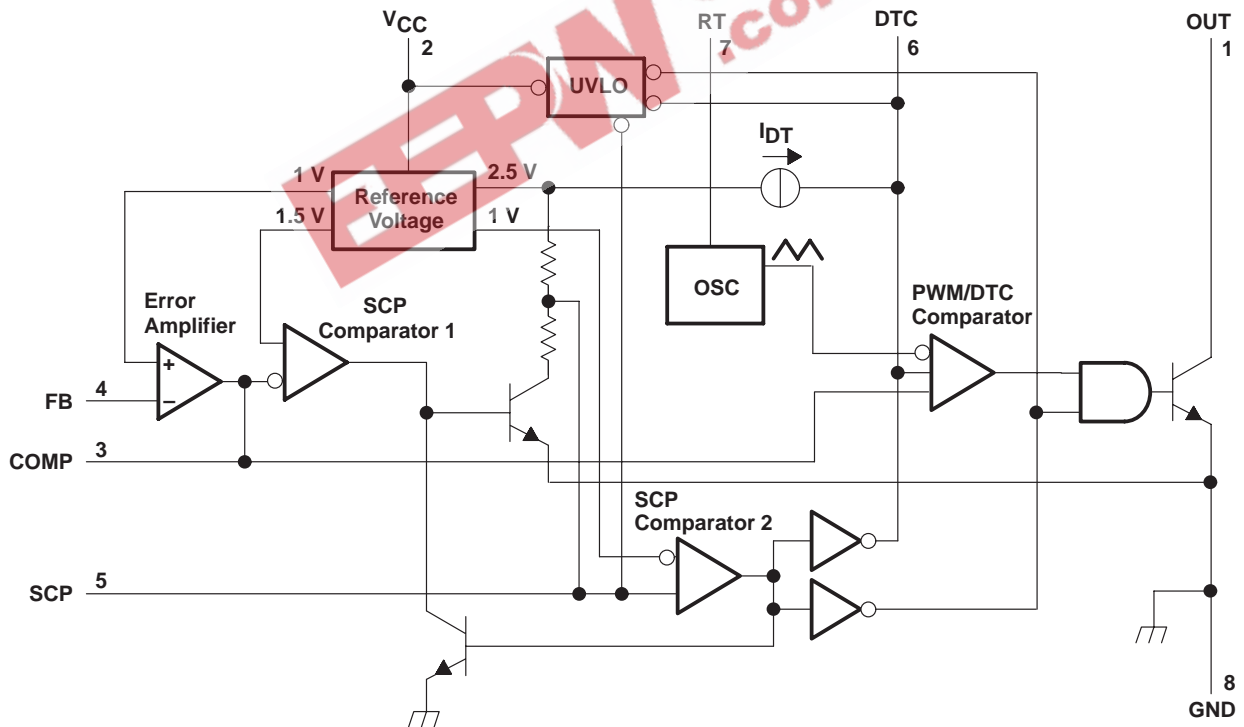 EEPW.com
VCC
2
RT
7
DTC
6
OUT
1
UVLO
IDT
1 V
2.5 V
Reference
Voltage
1.5 V
1 V
OSC
Error
Amplifier
SCP
Comparator 1
PWM/DTC
Comparator
+
−
FB 4
COMP 3
SCP
Comparator 2
SCP 5
8
GND